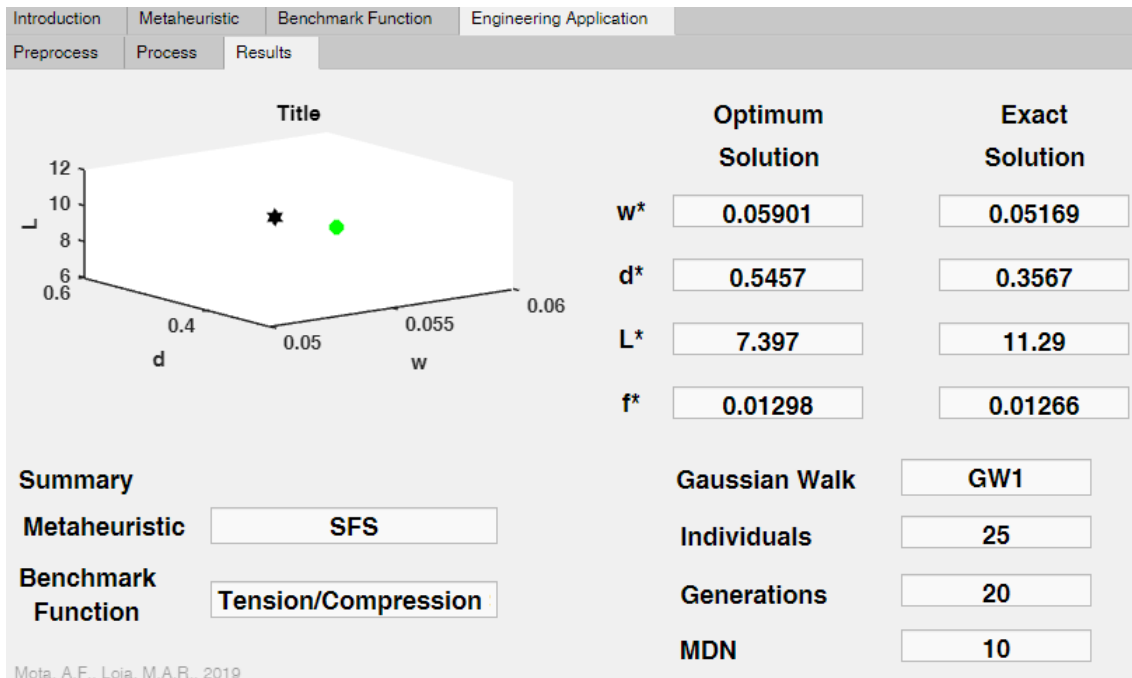 Introduction Metaheuristic Benchmark Function Engineering Application
Preprocess Process Results
Title
12
10
8
6
L
0.6
0.4
d
0.05
0.055
0.06
w
Optimum Solution
Exact Solution
w* 0.05901 0.05169
d* 0.5457 0.3567
L* 7.397 11.29
f* 0.01298 0.01266
Summary
Metaheuristic SFS
Benchmark Function Tension/Compression
Gaussian Walk GW1
Individuals 25
Generations 20
MDN 10
Mota, A.F., Loja, M.A.R., 2019